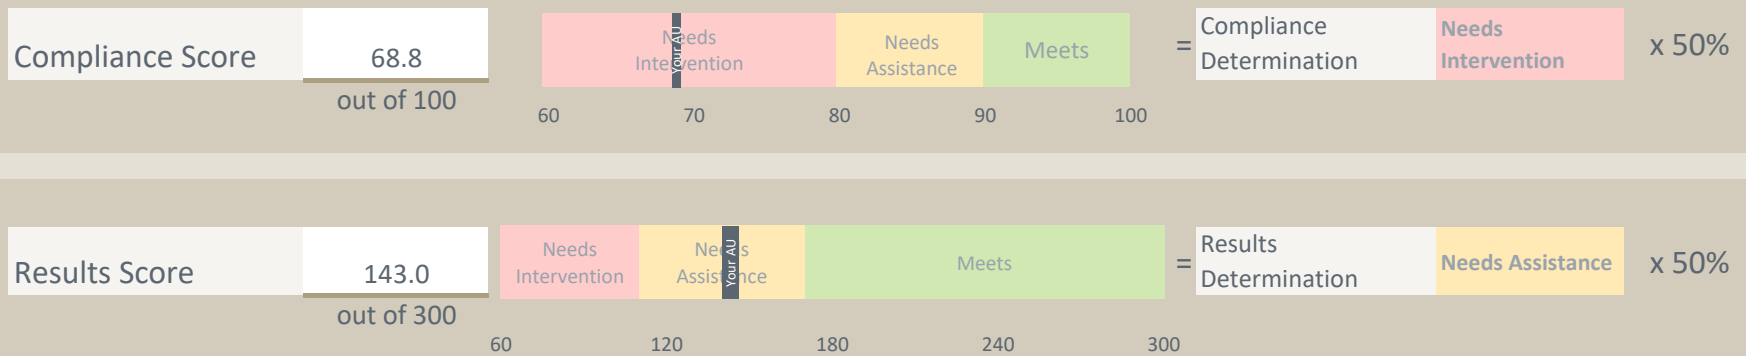 Compliance Score
68.8
out of 100
Needs
Intervention
Your AU
Needs
Assistance
Meets
60 70 80 90 100
=
Compliance
Determination
Needs
Intervention
x 50%
Results Score
143.0
out of 300
Needs
Intervention
Needs
Assistance
Your AU
Meets
60 120 180 240 300
=
Results
Determination
Needs Assistance
x 50%